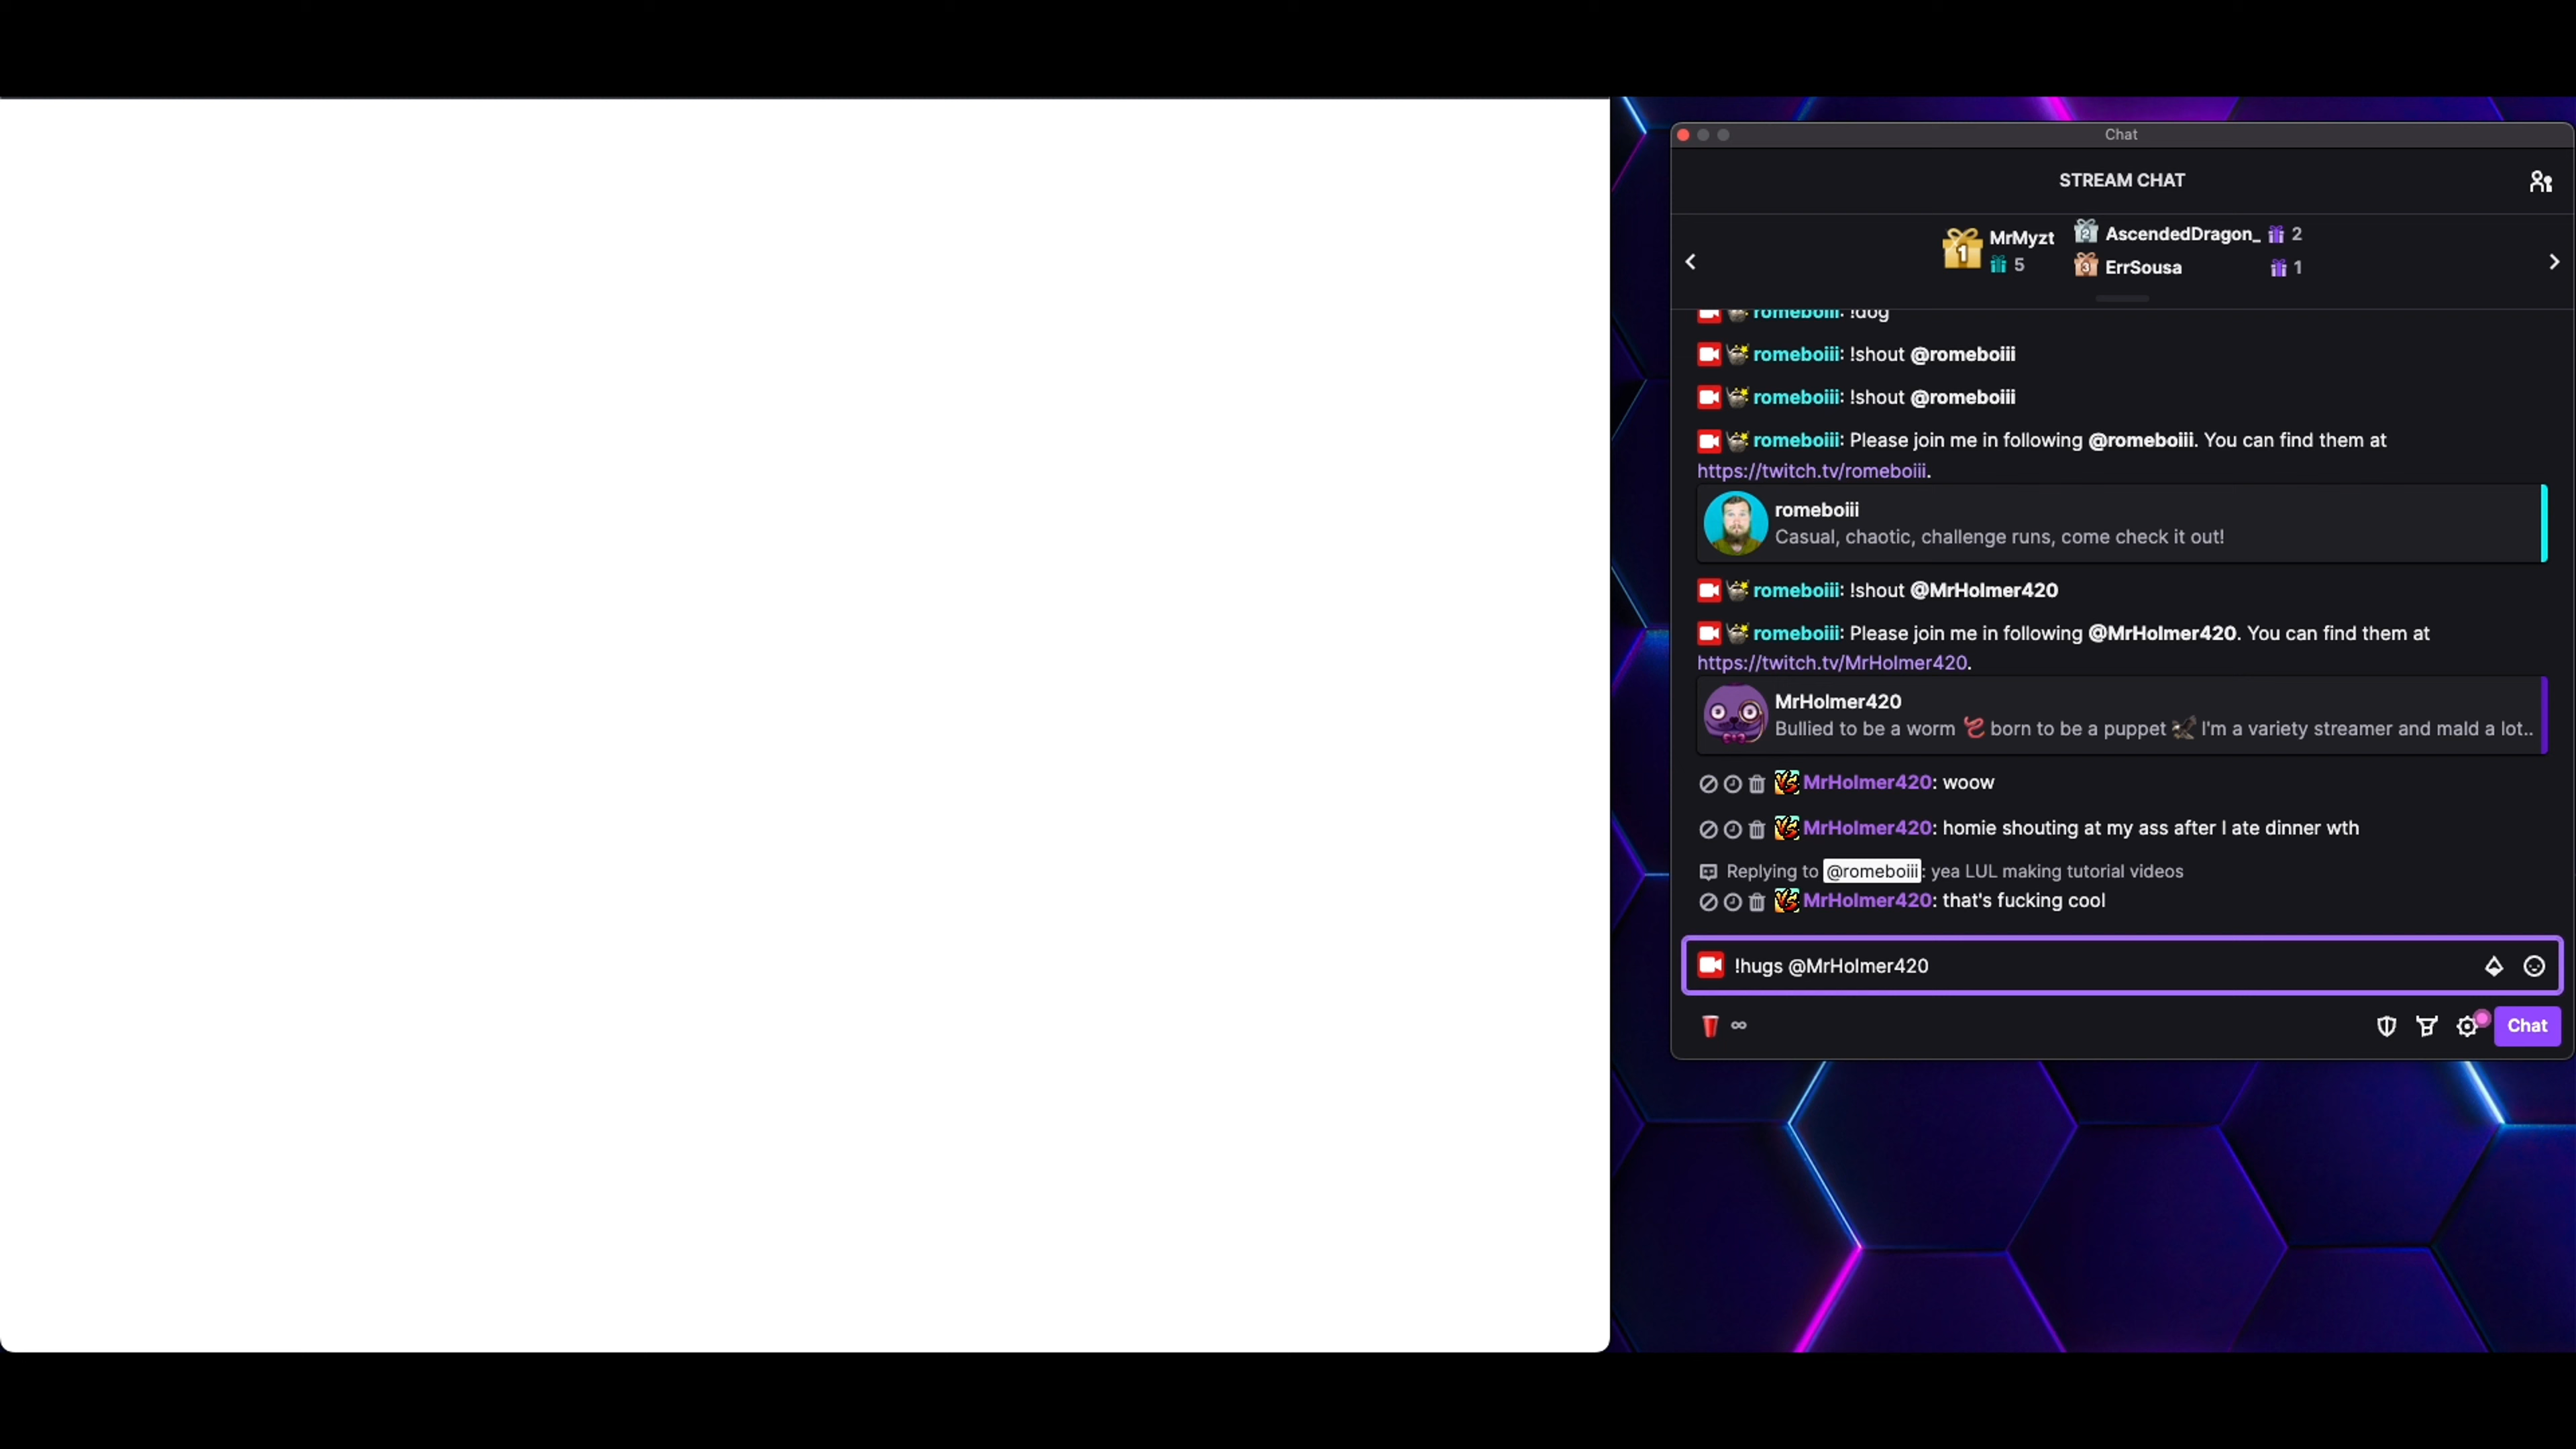 Chat
STREAM CHAT
MrMyzt
5
AscendedDragon_ 2
ErrSousa 1
romeboiii: !dog
romeboiii: !shout @romeboiii
romeboiii: !shout @romeboiii
romeboiii: Please join me in following @romeboiii. You can find them at
https://twitch.tv/romeboiii.
romeboiii
Casual, chaotic, challenge runs, come check it out!
romeboiii: !shout @MrHolmer420
romeboiii: Please join me in following @MrHolmer420. You can find them at
https://twitch.tv/MrHolmer420.
MrHolmer420
Bullied to be a worm born to be a puppet I'm a variety streamer and mald a lot..
MrHolmer420: woow
MrHolmer420: homie shouting at my ass after I ate dinner wth
Replying to @romeboiii: yea LUL making tutorial videos
MrHolmer420: that's fucking cool
!hugs @MrHolmer420
∞
Chat